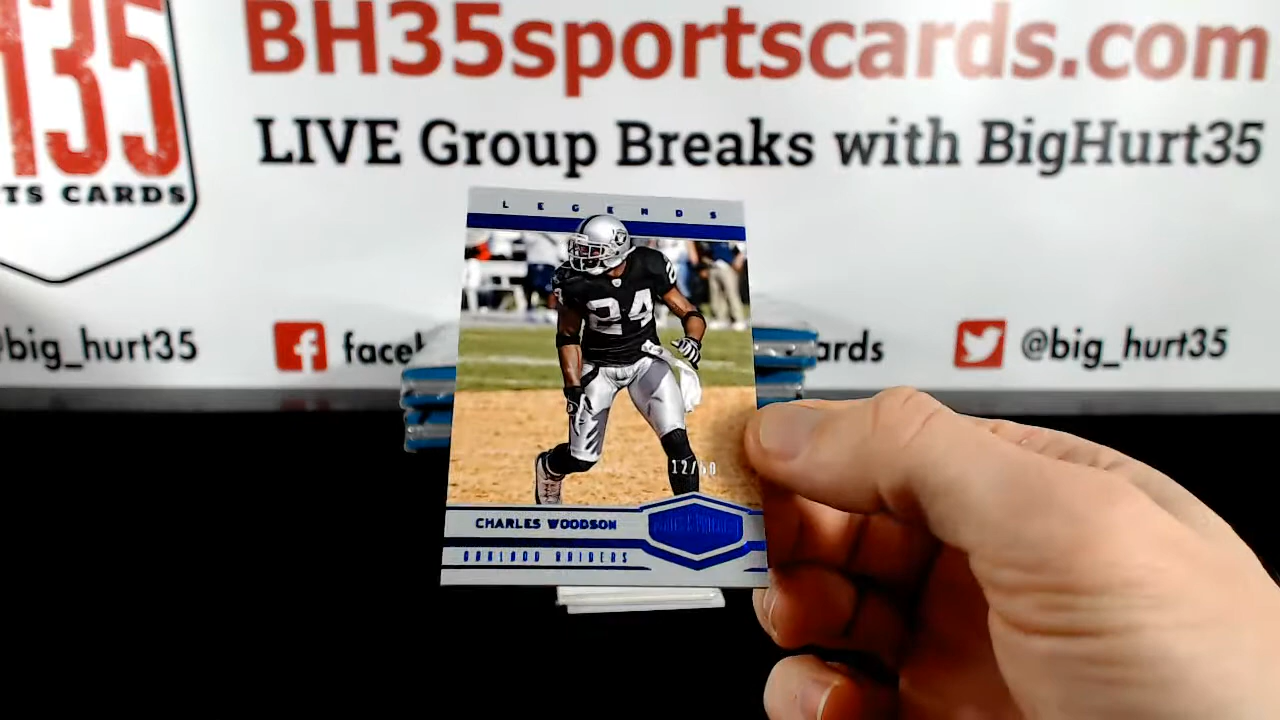 135
TS CARDS
BH35sportscards.com
LIVE Group Breaks with BigHurt35
big_hurt35
f
facel
ards
@big_hurt35
LEGENDS
24
24
12/50
CHARLES WOODSON
OAKLAND RAIDERS